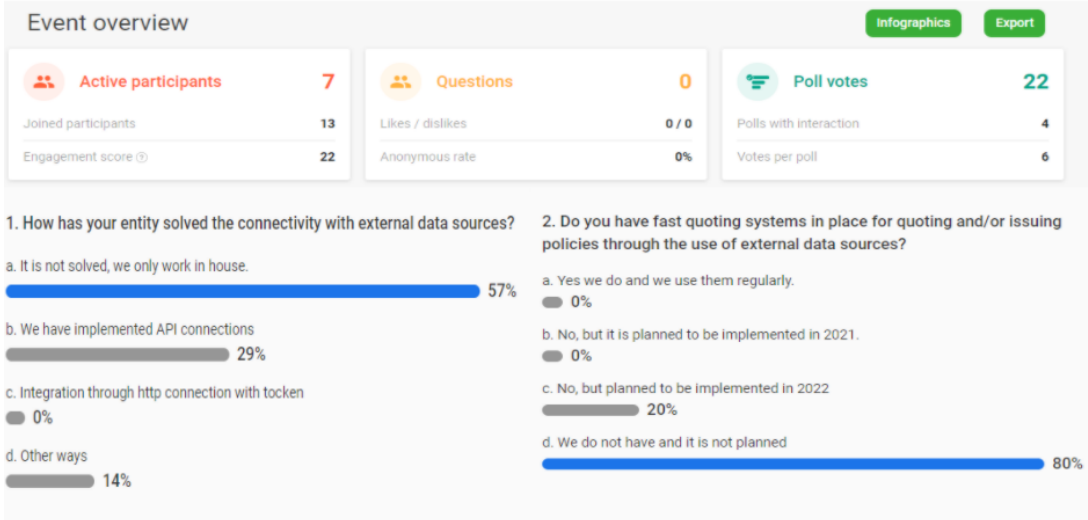 Event overview
Infographics
Export
Active participants 7
Joined participants 13
Engagement score ? 22
Questions 0
Likes / dislikes 0 / 0
Anonymous rate 0%
Poll votes 22
Polls with interaction 4
Votes per poll 6
1. How has your entity solved the connectivity with external data sources?
a. It is not solved, we only work in house.
57%
b. We have implemented API connections
29%
c. Integration through http connection with tocken
0%
d. Other ways
14%
2. Do you have fast quoting systems in place for quoting and/or issuing
policies through the use of external data sources?
a. Yes we do and we use them regularly.
0%
b. No, but it is planned to be implemented in 2021.
0%
c. No, but planned to be implemented in 2022
20%
d. We do not have and it is not planned
80%